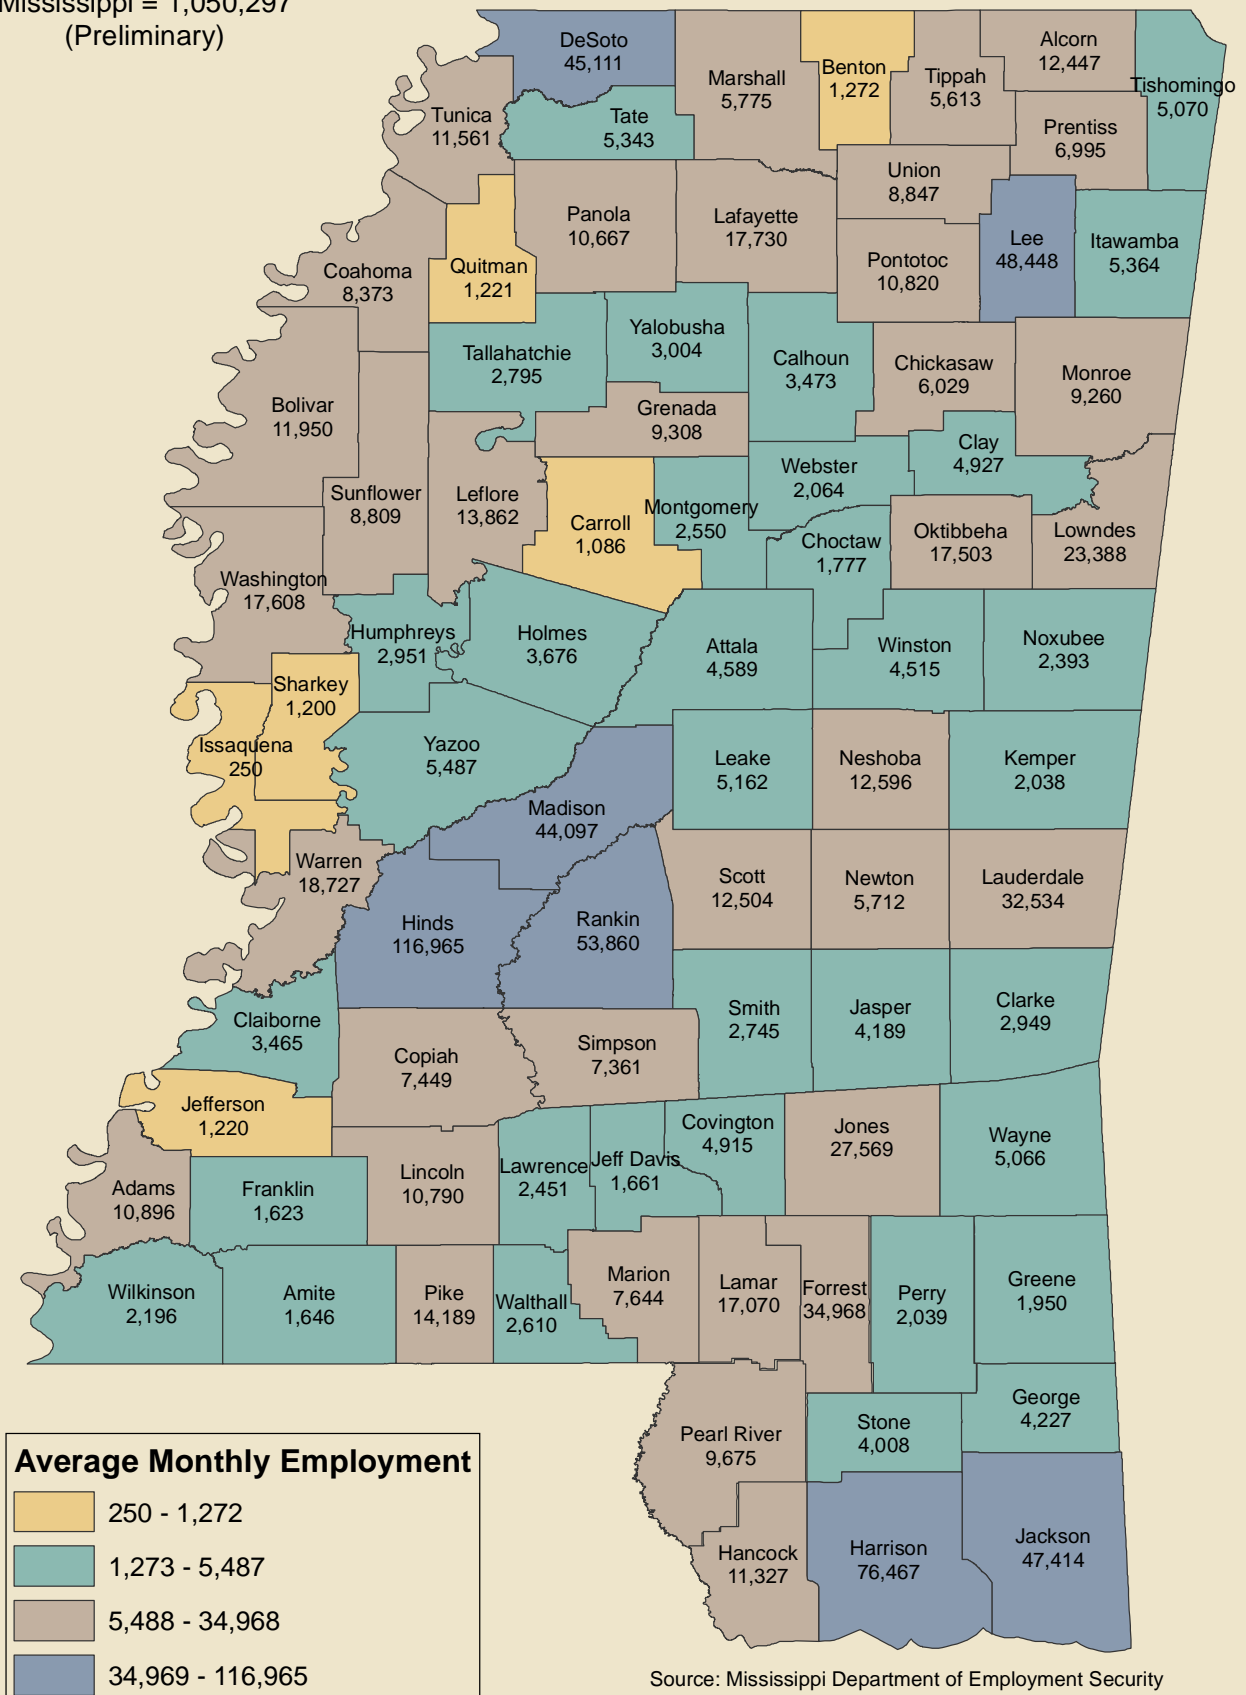 Mississippi = 1,050,297
(Preliminary)
DeSoto
45,111
Marshall
5,775
Benton
1,272
Tippah
5,613
Alcorn
12,447
Tishomingo
5,070
Tunica
11,561
Tate
5,343
Prentiss
6,995
Union
8,847
Panola
10,667
Lafayette
17,730
Lee
48,448
Itawamba
5,364
Coahoma
8,373
Quitman
1,221
Pontotoc
10,820
Tallahatchie
2,795
Yalobusha
3,004
Calhoun
3,473
Chickasaw
6,029
Monroe
9,260
Bolivar
11,950
Grenada
9,308
Clay
4,927
Sunflower
8,809
Leflore
13,862
Carroll
1,086
Montgomery
2,550
Webster
2,064
Choctaw
1,777
Oktibbeha
17,503
Lowndes
23,388
Washington
17,608
Humphreys
2,951
Holmes
3,676
Attala
4,589
Winston
4,515
Noxubee
2,393
Sharkey
1,200
Issaquena
250
Yazoo
5,487
Leake
5,162
Neshoba
12,596
Kemper
2,038
Madison
44,097
Warren
18,727
Hinds
116,965
Rankin
53,860
Scott
12,504
Newton
5,712
Lauderdale
32,534
Claiborne
3,465
Copiah
7,449
Simpson
7,361
Smith
2,745
Jasper
4,189
Clarke
2,949
Jefferson
1,220
Adams
10,896
Franklin
1,623
Lincoln
10,790
Lawrence
2,451
Jeff Davis
1,661
Covington
4,915
Jones
27,569
Wayne
5,066
Wilkinson
2,196
Amite
1,646
Pike
14,189
Walthall
2,610
Marion
7,644
Lamar
17,070
Forrest
34,968
Perry
2,039
Greene
1,950
Pearl River
9,675
Stone
4,008
George
4,227
Hancock
11,327
Harrison
76,467
Jackson
47,414
Average Monthly Employment
250 - 1,272
1,273 - 5,487
5,488 - 34,968
34,969 - 116,965
Source: Mississippi Department of Employment Security